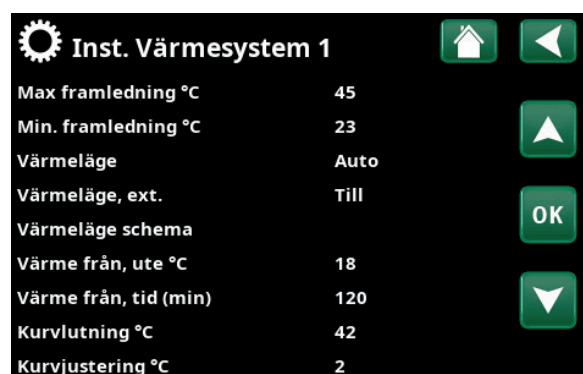 Inst. Värmesystem 1
Max framledning °C 45
Min. framledning °C 23
Värmeläge Auto
Värmeläge, ext. Till
OK
Värmeläge schema
Värme från, ute °C 18
Värme från, tid (min) 120
Kurvlutning °C 42
Kurvjustering °C 2